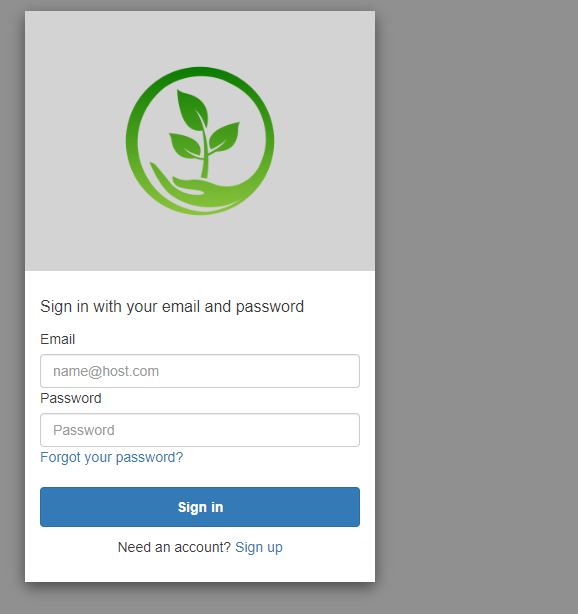 Sign in with your email and password
Email
name@host.com
Password
Password
Forgot your password?
Sign in
Need an account? Sign up